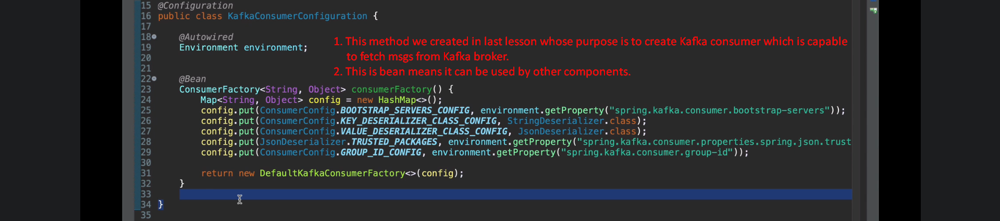 15 @Configuration
16 public class KafkaConsumerConfiguration {
17
18 @Autowired
19 Environment environment;
20
21
22 @Bean
23 ConsumerFactory<String, Object> consumerFactory() {
24 Map<String, Object> config = new HashMap<>();
25 config.put(ConsumerConfig.BOOTSTRAP_SERVERS_CONFIG, environment.getProperty("spring.kafka.consumer.bootstrap-servers"));
26 config.put(ConsumerConfig.KEY_DESERIALIZER_CLASS_CONFIG, StringDeserializer.class);
27 config.put(ConsumerConfig.VALUE_DESERIALIZER_CLASS_CONFIG, JsonDeserializer.class);
28 config.put(JsonDeserializer.TRUSTED_PACKAGES, environment.getProperty("spring.kafka.consumer.properties.spring.json.trust
29 config.put(ConsumerConfig.GROUP_ID_CONFIG, environment.getProperty("spring.kafka.consumer.group-id"));
30
31 return new DefaultKafkaConsumerFactory<>(config);
32 }
33
34 }
35
1. This method we created in last lesson whose purpose is to create Kafka consumer which is capable
to fetch msgs from Kafka broker.
2. This is bean means it can be used by other components.